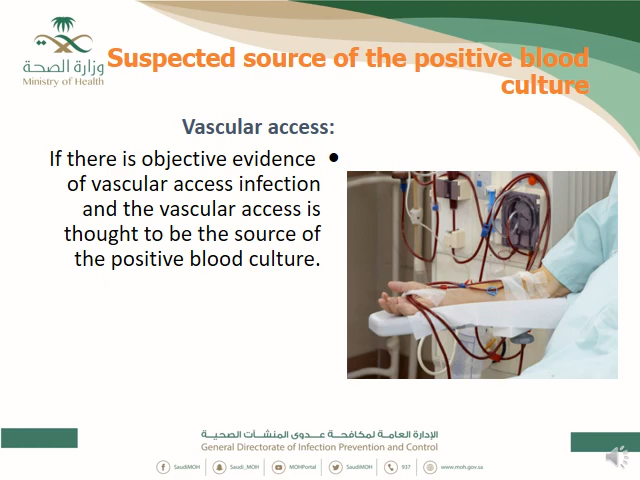 وزارة الصحة
Ministry of Health
Suspected source of the positive blood
culture
Vascular access:
If there is objective evidence •
of vascular access infection
and the vascular access is
thought to be the source of
the positive blood culture.
الإدارة العامة لمكافحة عدوى المنشآت الصحية
General Directorate of Infection Prevention and Control
SaudiMOH Saudi_MOH MOHPortal SaudiMOH 937 www.moh.gov.sa